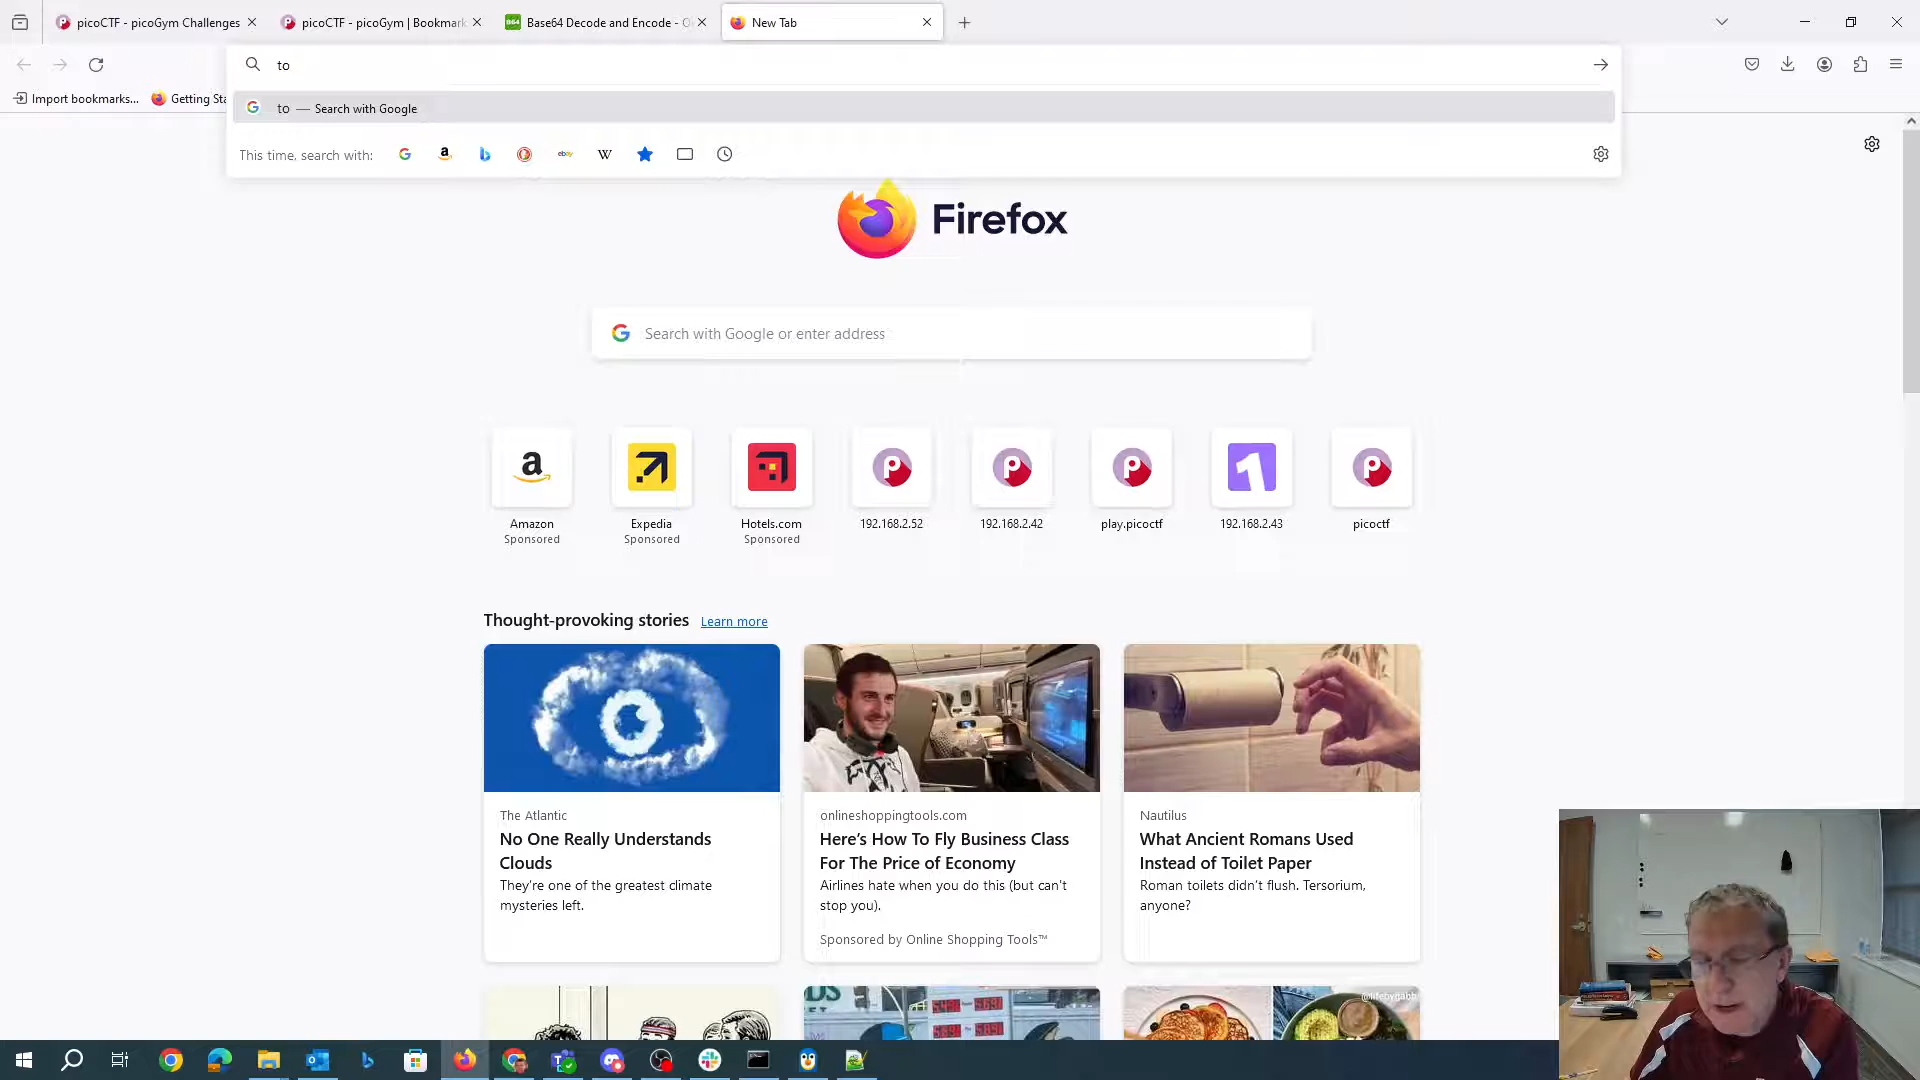 picoCTF - picoGym Challenges
picoCTF - picoGym | Bookmark
Base64 Decode and Encode - O
New Tab
to
Import bookmarks...
Getting Sta
to — Search with Google
This time, search with:
Firefox
Search with Google or enter address
Amazon
Sponsored
Expedia
Sponsored
Hotels.com
Sponsored
192.168.2.52
192.168.2.42
play.picoctf
192.168.2.43
picoctf
Thought-provoking stories
Learn more
The Atlantic
No One Really Understands
Clouds
They’re one of the greatest climate
mysteries left.
onlineshoppingtools.com
Here’s How To Fly Business Class
For The Price of Economy
Airlines hate when you do this (but can't
stop you).
Sponsored by Online Shopping Tools™
Nautilus
What Ancient Romans Used
Instead of Toilet Paper
Roman toilets didn’t flush. Tersorium,
anyone?
@lifebygabb